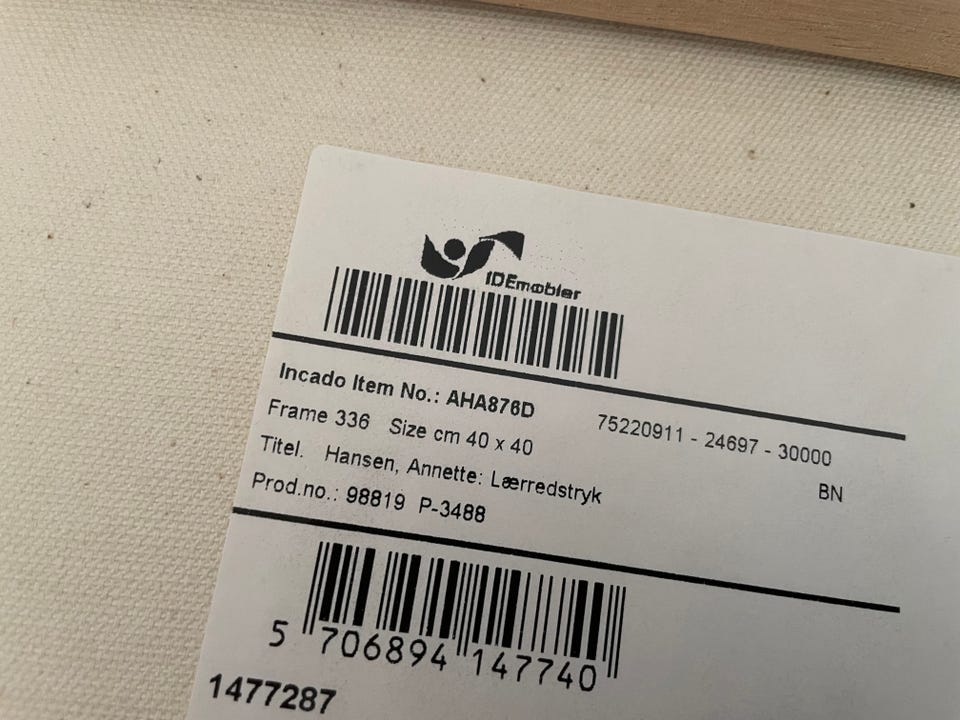 IDEmøbler
Incado Item No.: AHA876D
75220911 - 24697 - 30000
Frame 336 Size cm 40 x 40
BN
Titel. Hansen, Annette: Lærredstryk
Prod.no.: 98819 P-3488
5 706894 147740
1477287